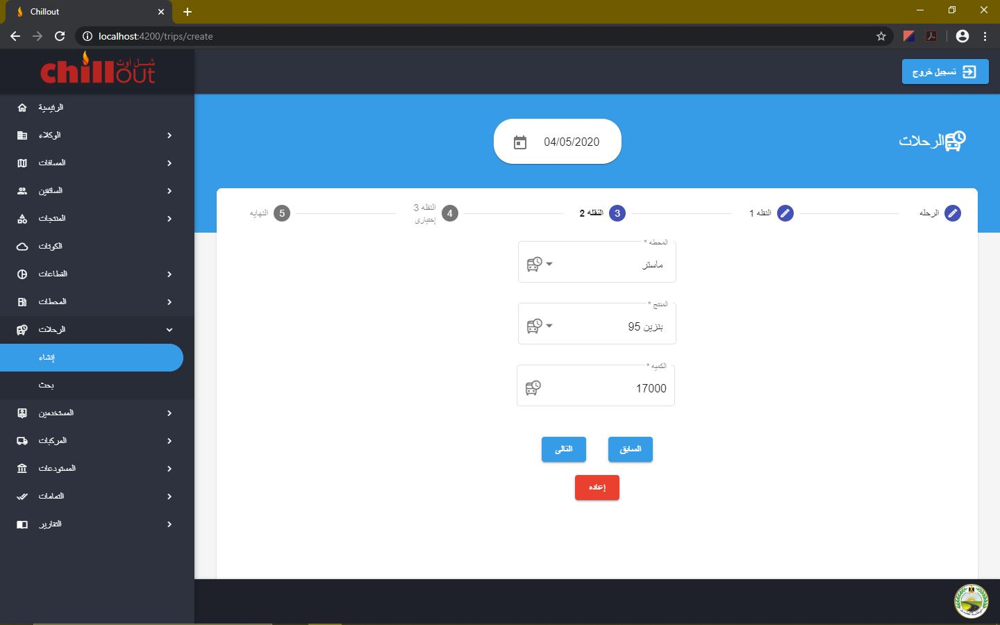 Chillout
localhost:4200/trips/create
شيل أوت
chillout
تسجيل خروج
الرئيسية
الوكلاء
المسافات
السائقين
المنتجات
الكوتات
القطاعات
المحطات
الرحلات
إنشاء
بحث
المستخدمين
المركبات
المستودعات
التمامات
التقارير
الرحلات
04/05/2020
الرحله
النقله 1
3 النقله 2
4 النقله 3
إختيارى
5 النهايه
المحطه *
ماستر
المنتج *
بنزين 95
الكميه *
17000
السابق
التالى
إعاده